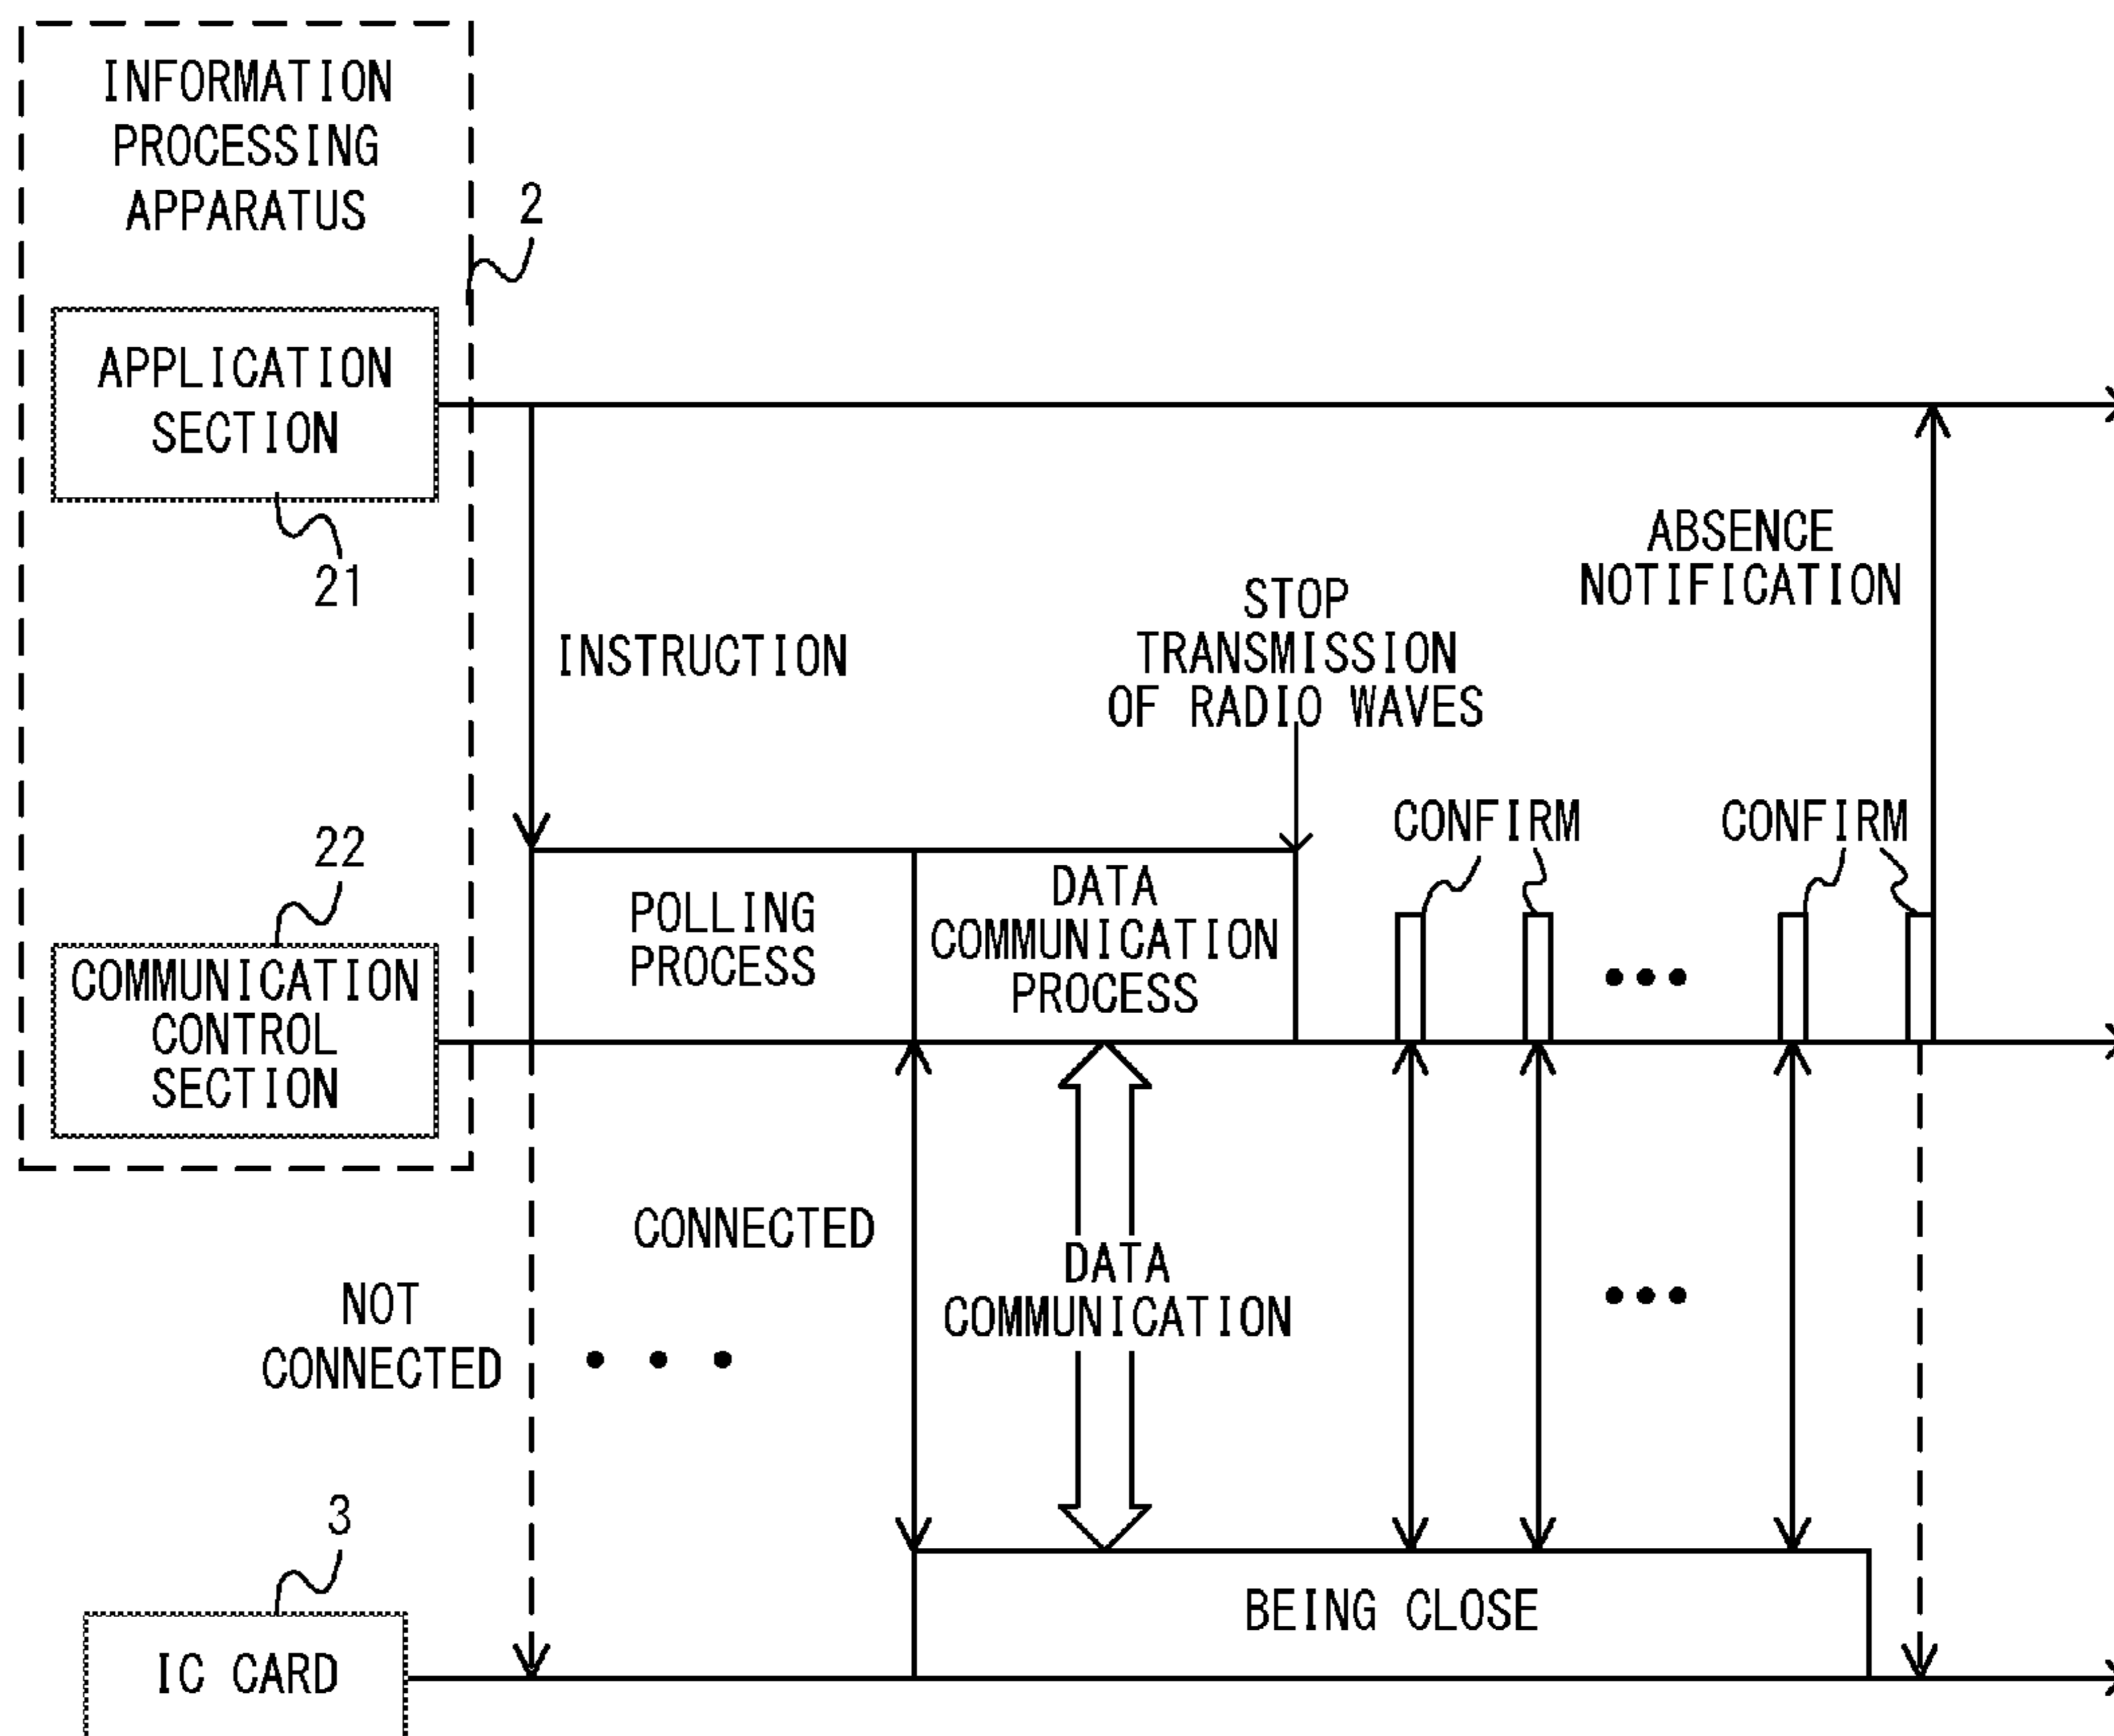 INFORMATION
PROCESSING
APPARATUS
2
APPLICATION
SECTION
21
INSTRUCTION
STOP
TRANSMISSION
OF RADIO WAVES
ABSENCE
NOTIFICATION
CONFIRM
CONFIRM
22
COMMUNICATION
CONTROL
SECTION
POLLING
PROCESS
DATA
COMMUNICATION
PROCESS
•••
NOT
CONNECTED
• • •
CONNECTED
DATA
COMMUNICATION
•••
3
IC CARD
BEING CLOSE